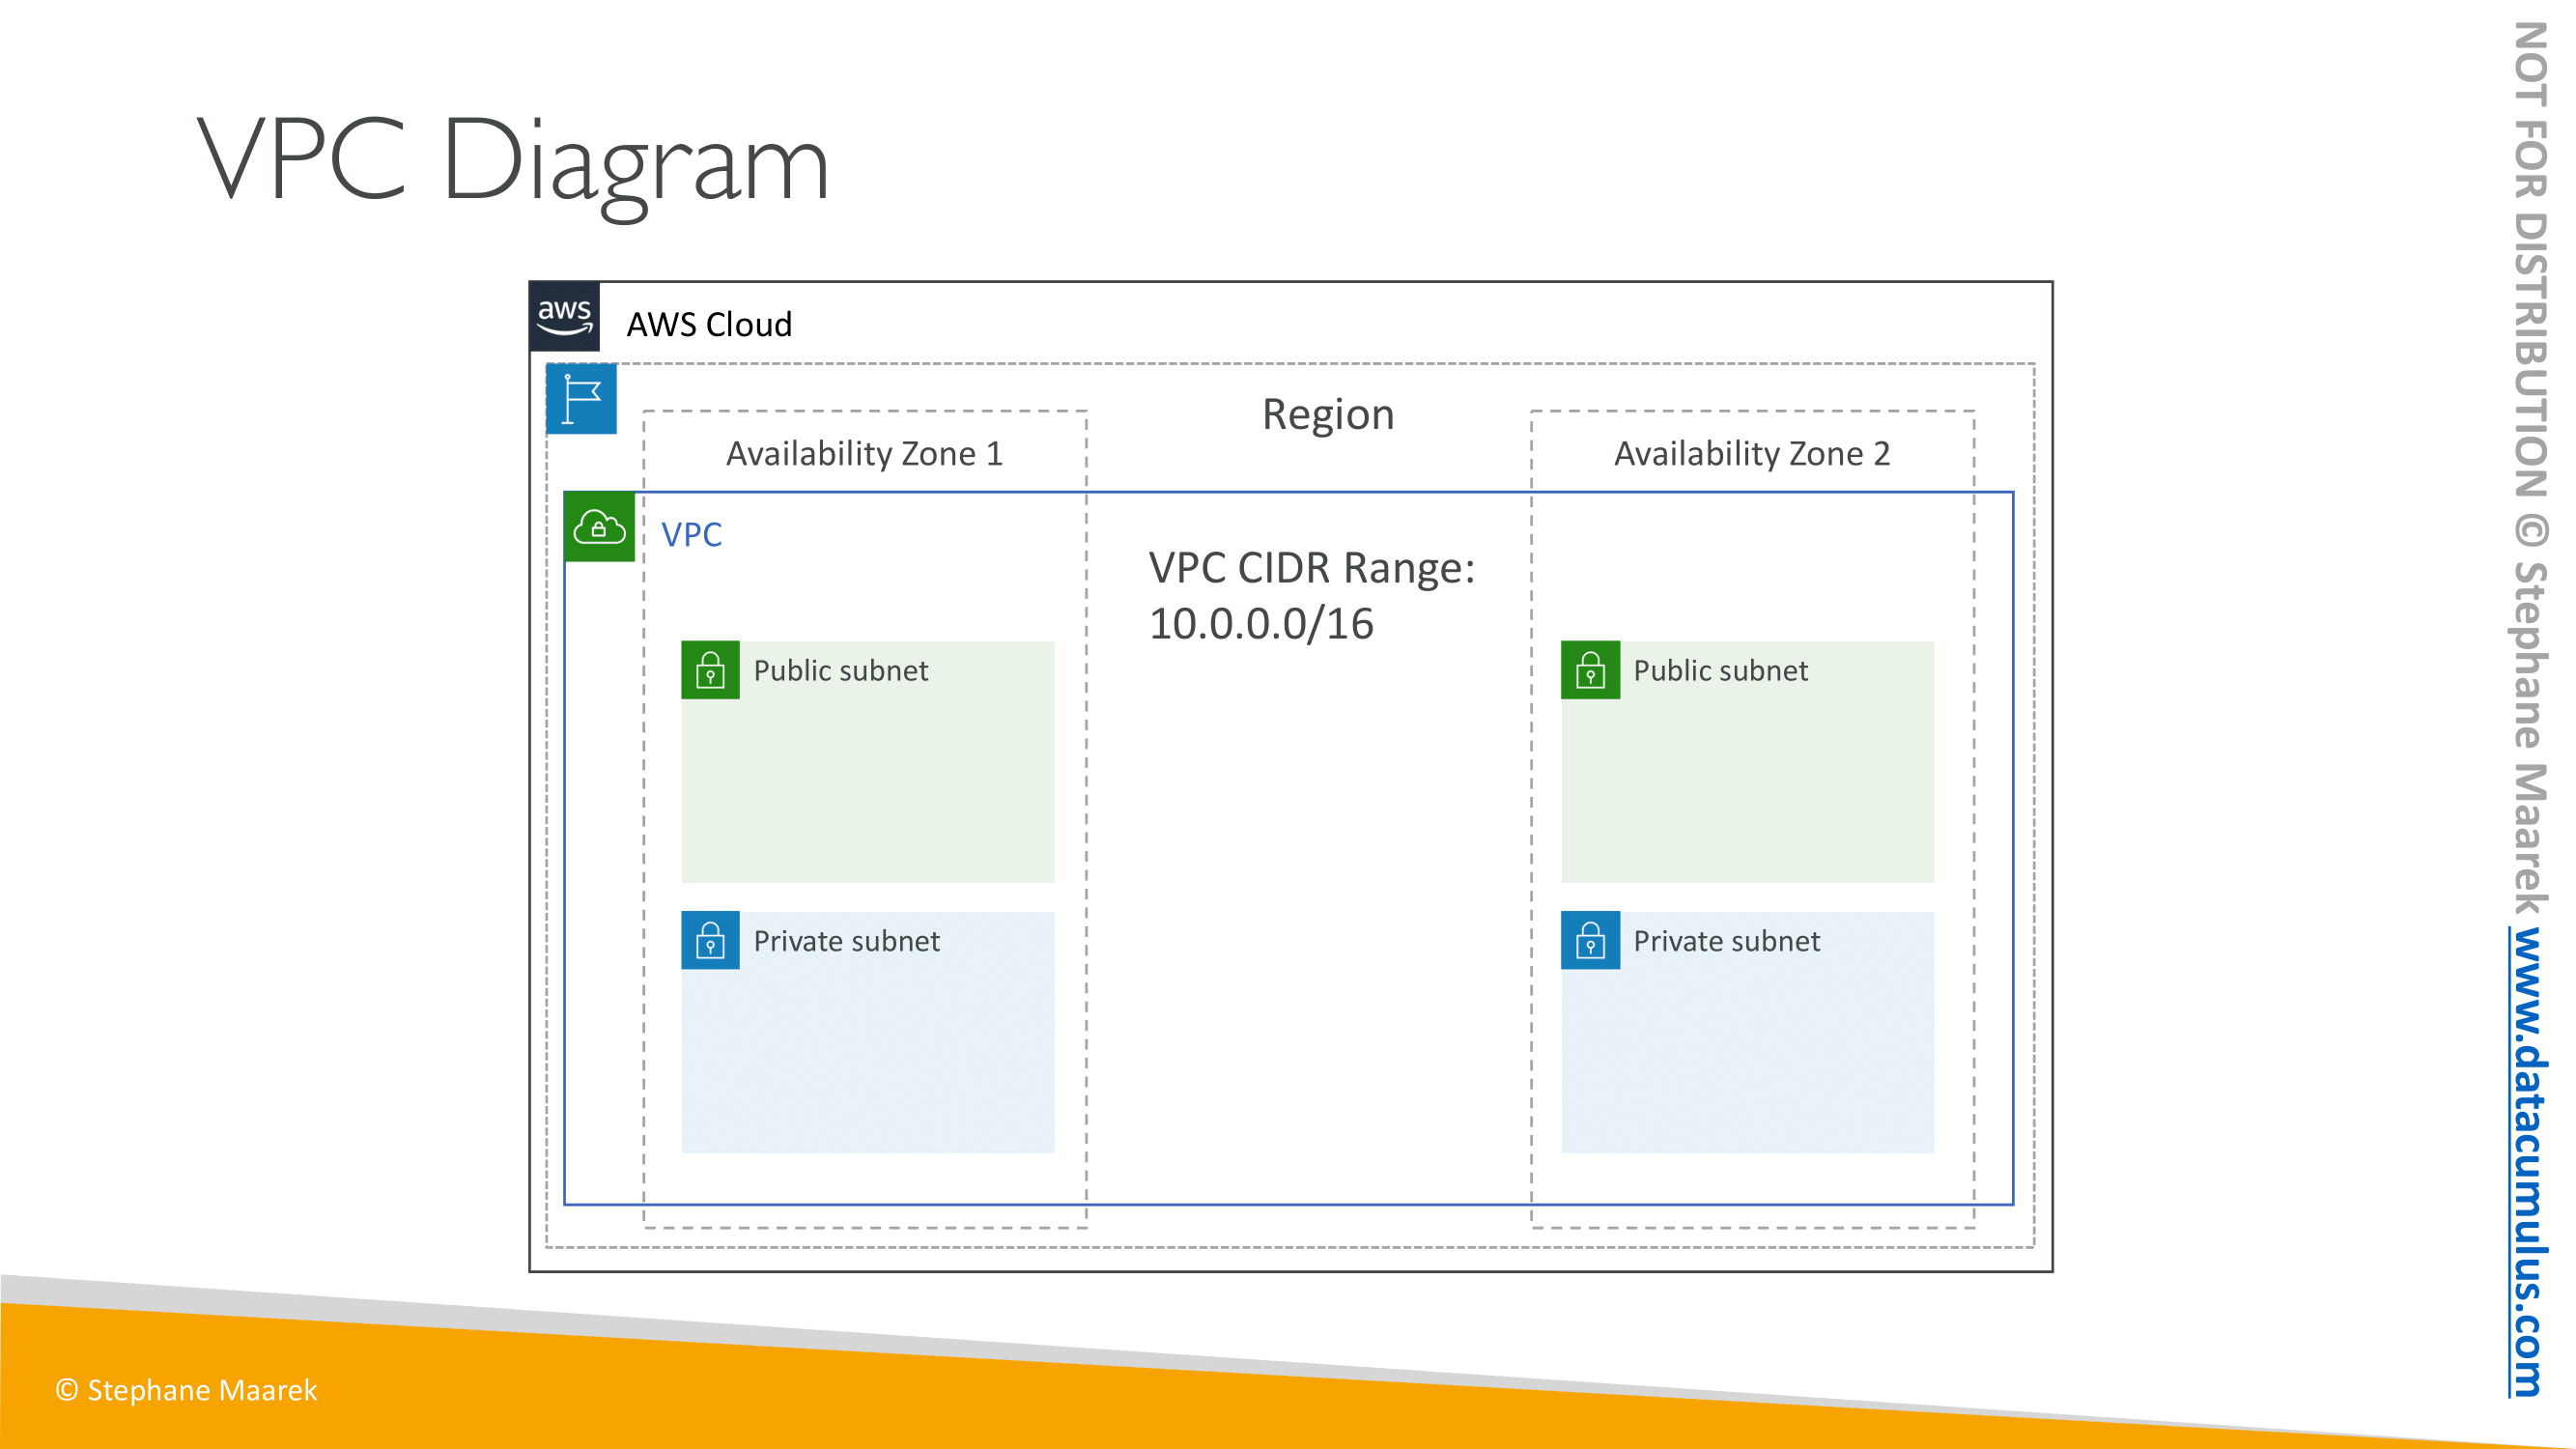 VPC Diagram
aws
AWS Cloud
Region
Availability Zone 1
Availability Zone 2
VPC
VPC CIDR Range:
10.0.0.0/16
Public subnet
Public subnet
Private subnet
Private subnet
© Stephane Maarek
NOT FOR DISTRIBUTION © Stephane Maarek www.datacumulus.com